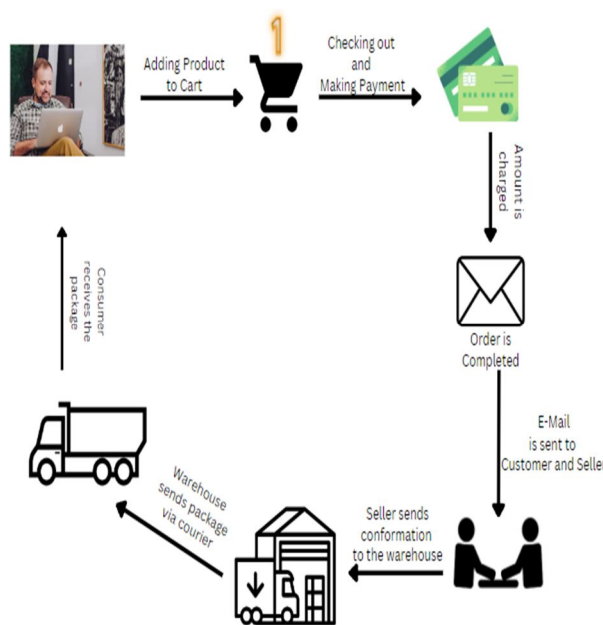 1
Adding Product
to Cart
Checking out
and
Making Payment
Amount is
charged
Order is
Completed
E-Mail
is sent to
Customer and Seller
Seller sends
conformation
to the warehouse
Warehouse
sends package
via courier
Consumer
receives the
package